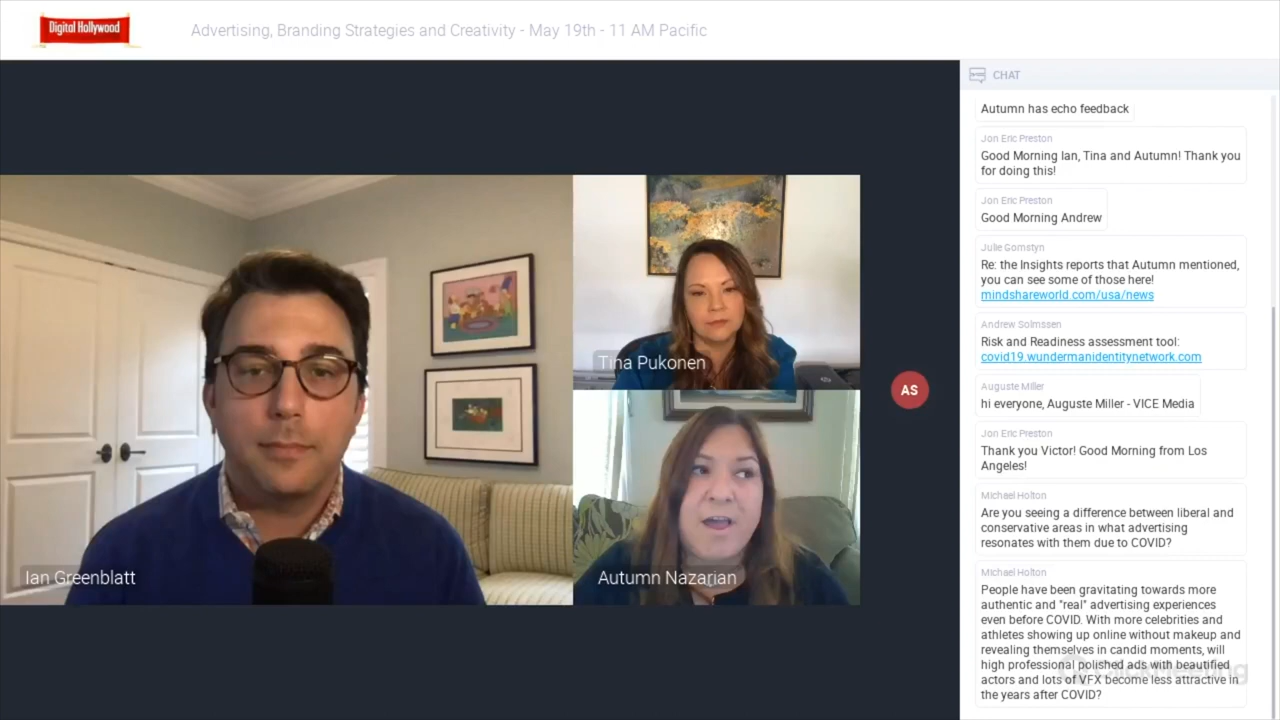 Digital Hollywood
Advertising, Branding Strategies and Creativity - May 19th - 11 AM Pacific
Tina Pukonen
AS
Ian Greenblatt
Autumn Nazarian
CHAT
Autumn has echo feedback
Jon Eric Preston
Good Morning Ian, Tina and Autumn! Thank you
for doing this!
Jon Eric Preston
Good Morning Andrew
Julie Gomstyn
Re: the Insights reports that Autumn mentioned,
you can see some of those here!
mindshareworld.com/usa/news
Andrew Solmssen
Risk and Readiness assessment tool:
covid19.wundermanidentitynetwork.com
Auguste Miller
hi everyone, Auguste Miller - VICE Media
Jon Eric Preston
Thank you Victor! Good Morning from Los
Angeles!
Michael Holton
Are you seeing a difference between liberal and
conservative areas in what advertising
resonates with them due to COVID?
Michael Holton
People have been gravitating towards more
authentic and "real" advertising experiences
even before COVID. With more celebrities and
athletes showing up online without makeup and
revealing themselves in candid moments, will
high professional polished ads with beautified
actors and lots of VFX become less attractive in
the years after COVID?